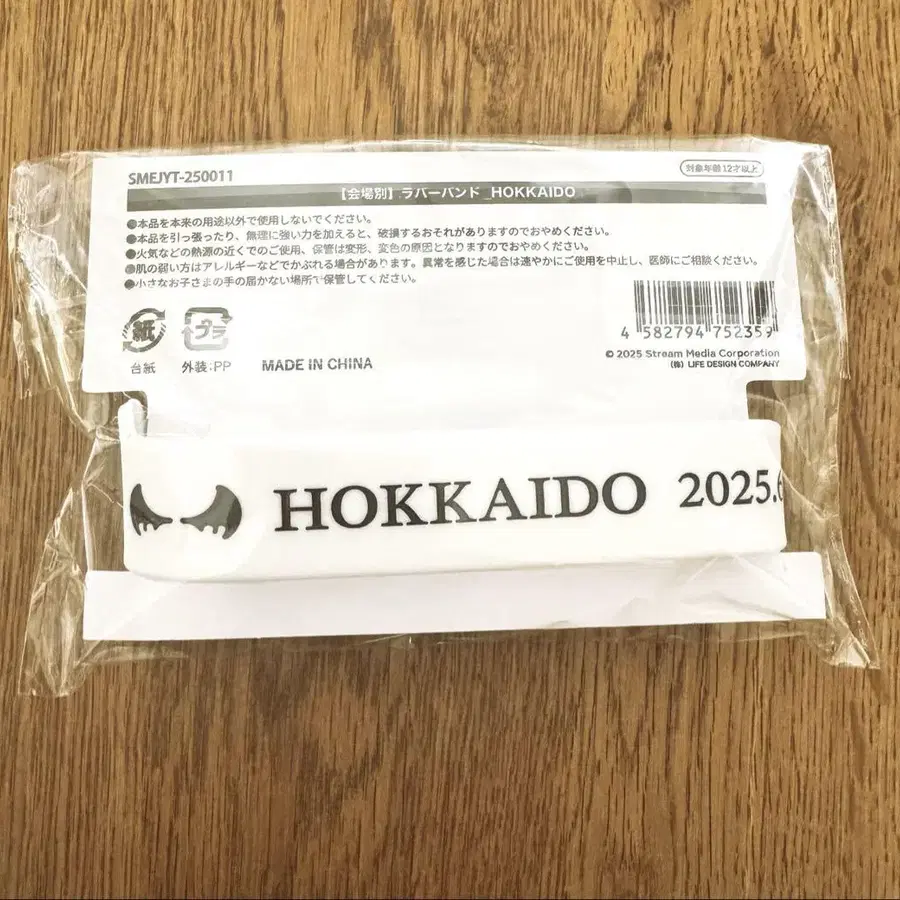 SMEJYT-250011
対象年齢12才以上
【会場別】ラバーバンド_HOKKAIDO
●本品を本来の用途以外で使用しないでください。
●本品を引っ張ったり、無理に強い力を加えると、破損するおそれがありますのでおやめください。
●火気などの熱源の近くでのご使用、保管は変形、変色の原因となりますのでおやめください。
●肌の弱い方はアレルギーなどでかぶれる場合があります。異常を感じた場合は速やかにご使用を中止し、医師にご相談ください。
●小さなお子さまの手の届かない場所で保管してください。
4 582794 752359
紙
プラ
台紙
外装:PP
MADE IN CHINA
© 2025 Stream Media Corporation
(株) LIFE DESIGN COMPANY
HOKKAIDO 2025.6